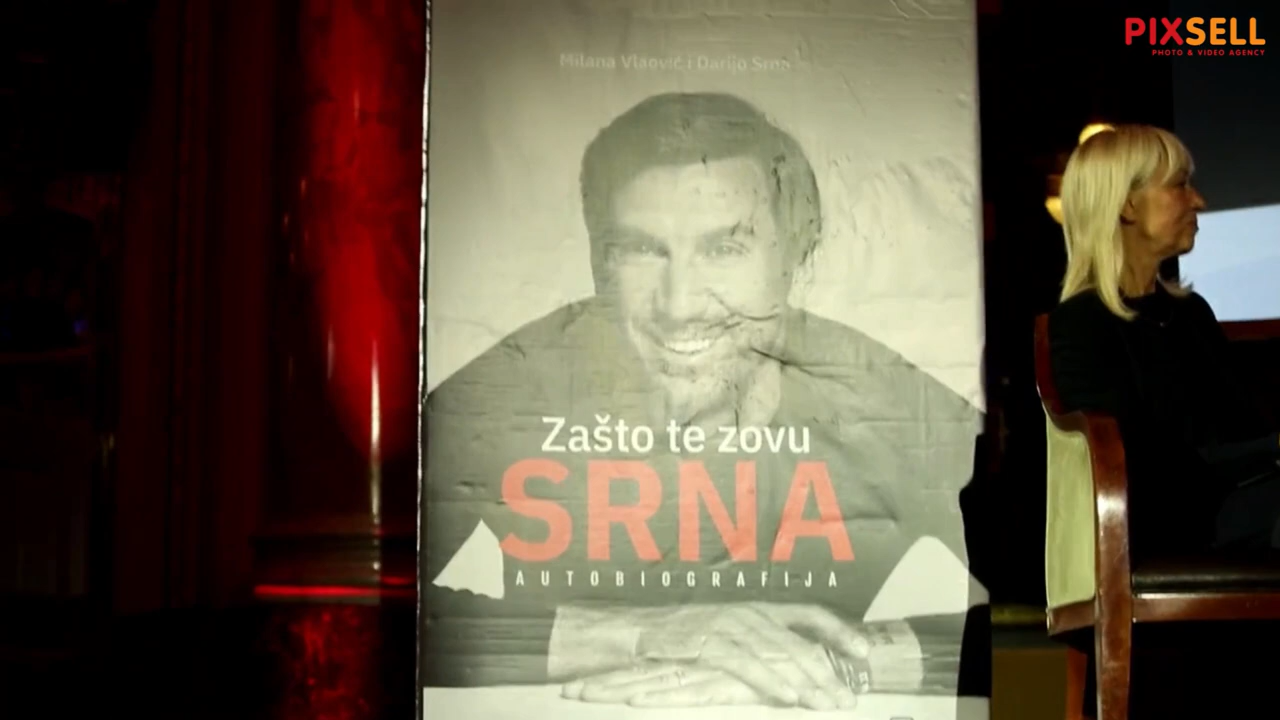 PIXSELL
PHOTO & VIDEO AGENCY
Milana Vlaović i Darijo Srna
Zašto te zovu
SRNA
AUTOBIOGRAFIJA